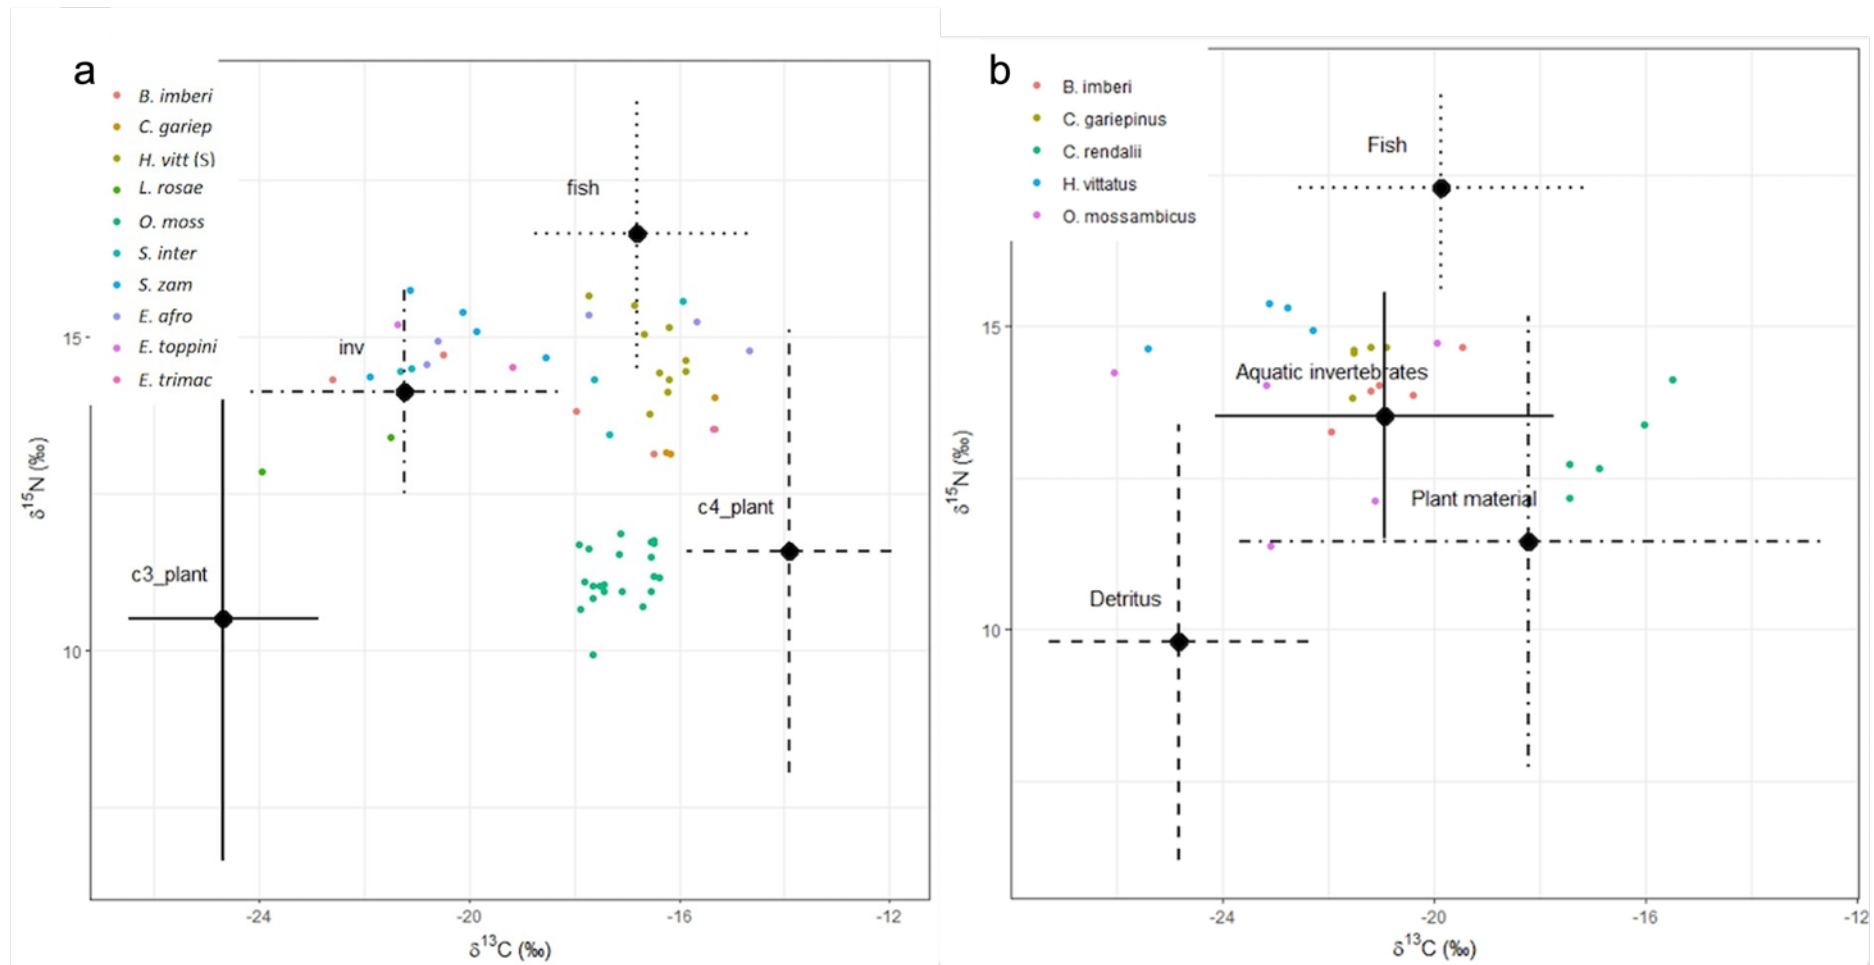 a
B. imberi
C. gariep
H. vitt (S)
L. rosae
O. moss
S. inter
S. zam
E. afro
E. toppini
E. trimac
fish
inv
c4_plant
c3_plant
15
10
δ15N (‰)
-24
-20
-16
-12
δ13C (‰)
b
B. imberi
C. gariepinus
C. rendalii
H. vittatus
O. mossambicus
Fish
Aquatic invertebrates
Plant material
Detritus
15
10
δ15N (‰)
-24
-20
-16
-12
δ13C (‰)